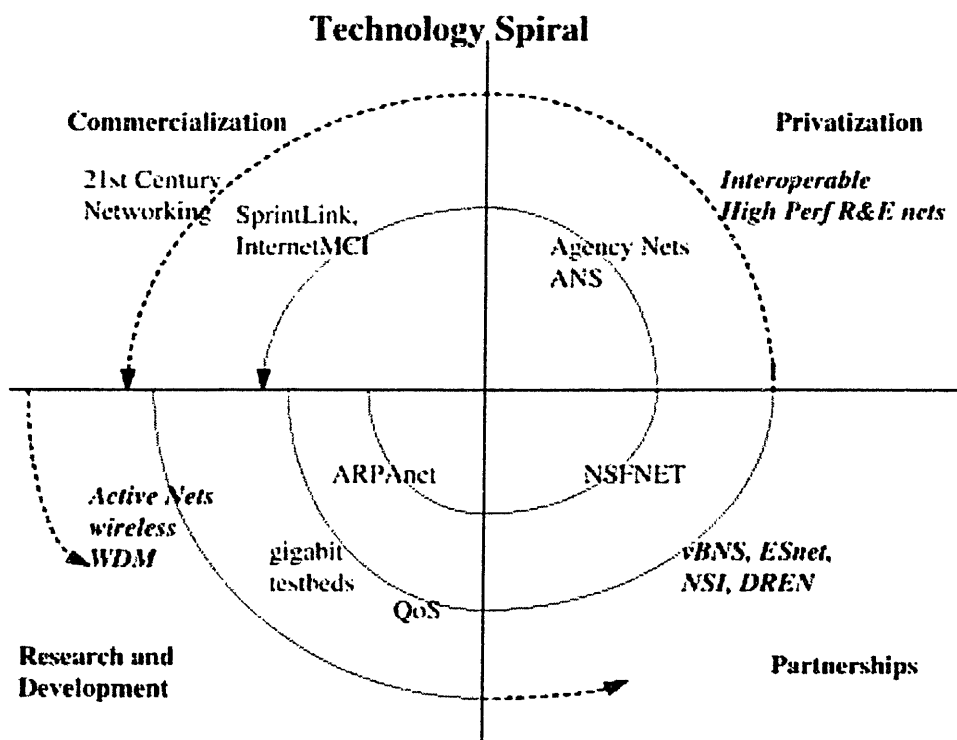 Technology Spiral
Commercialization
Privatization
21st Century
Networking
SprintLink,
InternetMCI
Interoperable
High Perf R&E nets
Agency Nets
ANS
ARPAnet
NSFNET
Active Nets
wireless
WDM
gigabit
testbeds
QoS
vBNS, ESnet,
NSI, DREN
Research and
Development
Partnerships